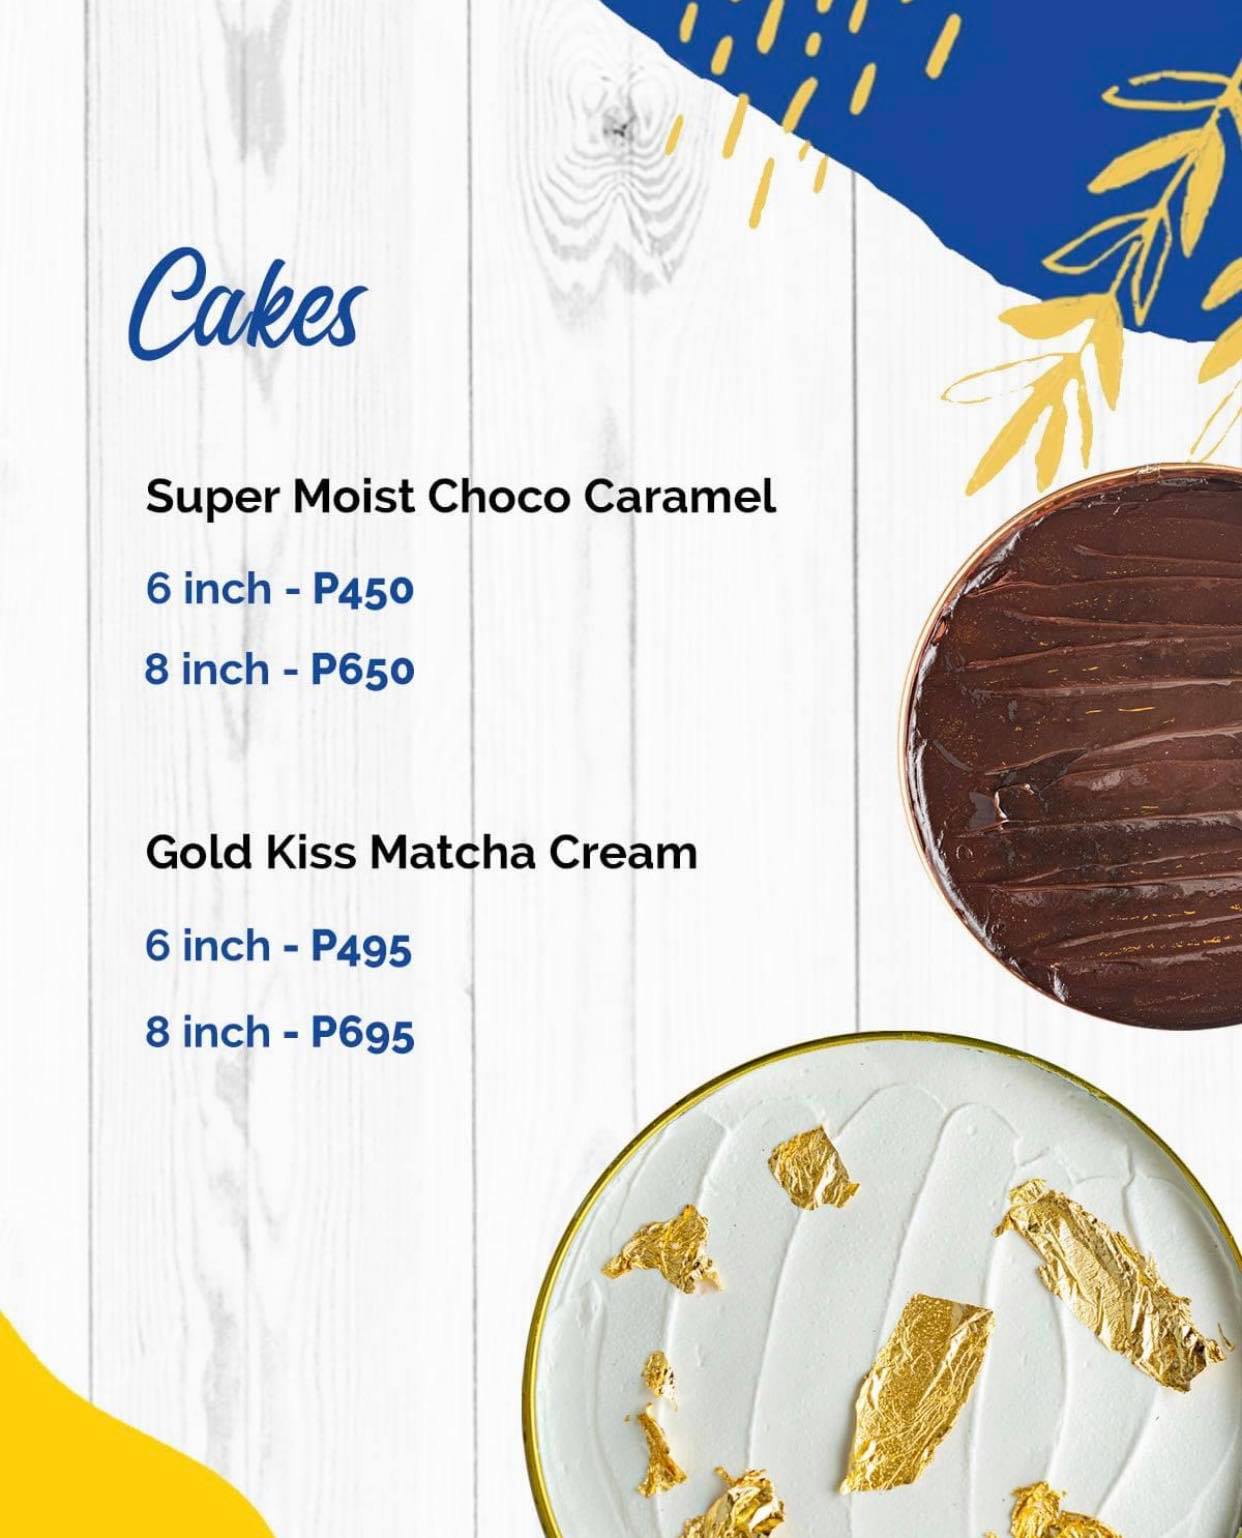 Cakes
Super Moist Choco Caramel
6 inch - P450
8 inch - P650
Gold Kiss Matcha Cream
6 inch - P495
8 inch - P695